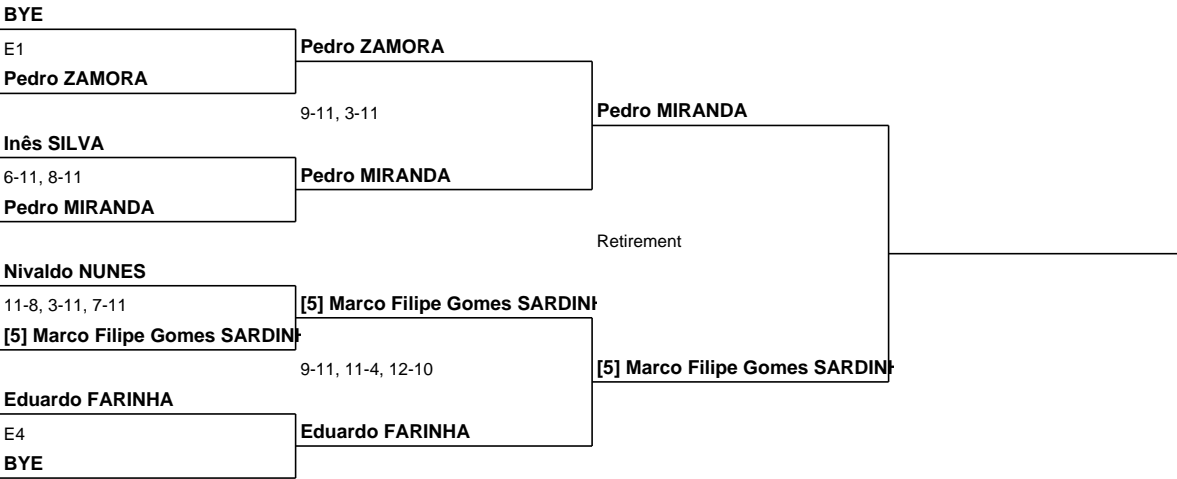 BYE
E1
Pedro ZAMORA
Pedro ZAMORA
9-11, 3-11
Pedro MIRANDA
Inês SILVA
6-11, 8-11
Pedro MIRANDA
Pedro MIRANDA
Retirement
Nivaldo NUNES
11-8, 3-11, 7-11
[5] Marco Filipe Gomes SARDINH
[5] Marco Filipe Gomes SARDINH
9-11, 11-4, 12-10
[5] Marco Filipe Gomes SARDINH
Eduardo FARINHA
E4
BYE
Eduardo FARINHA